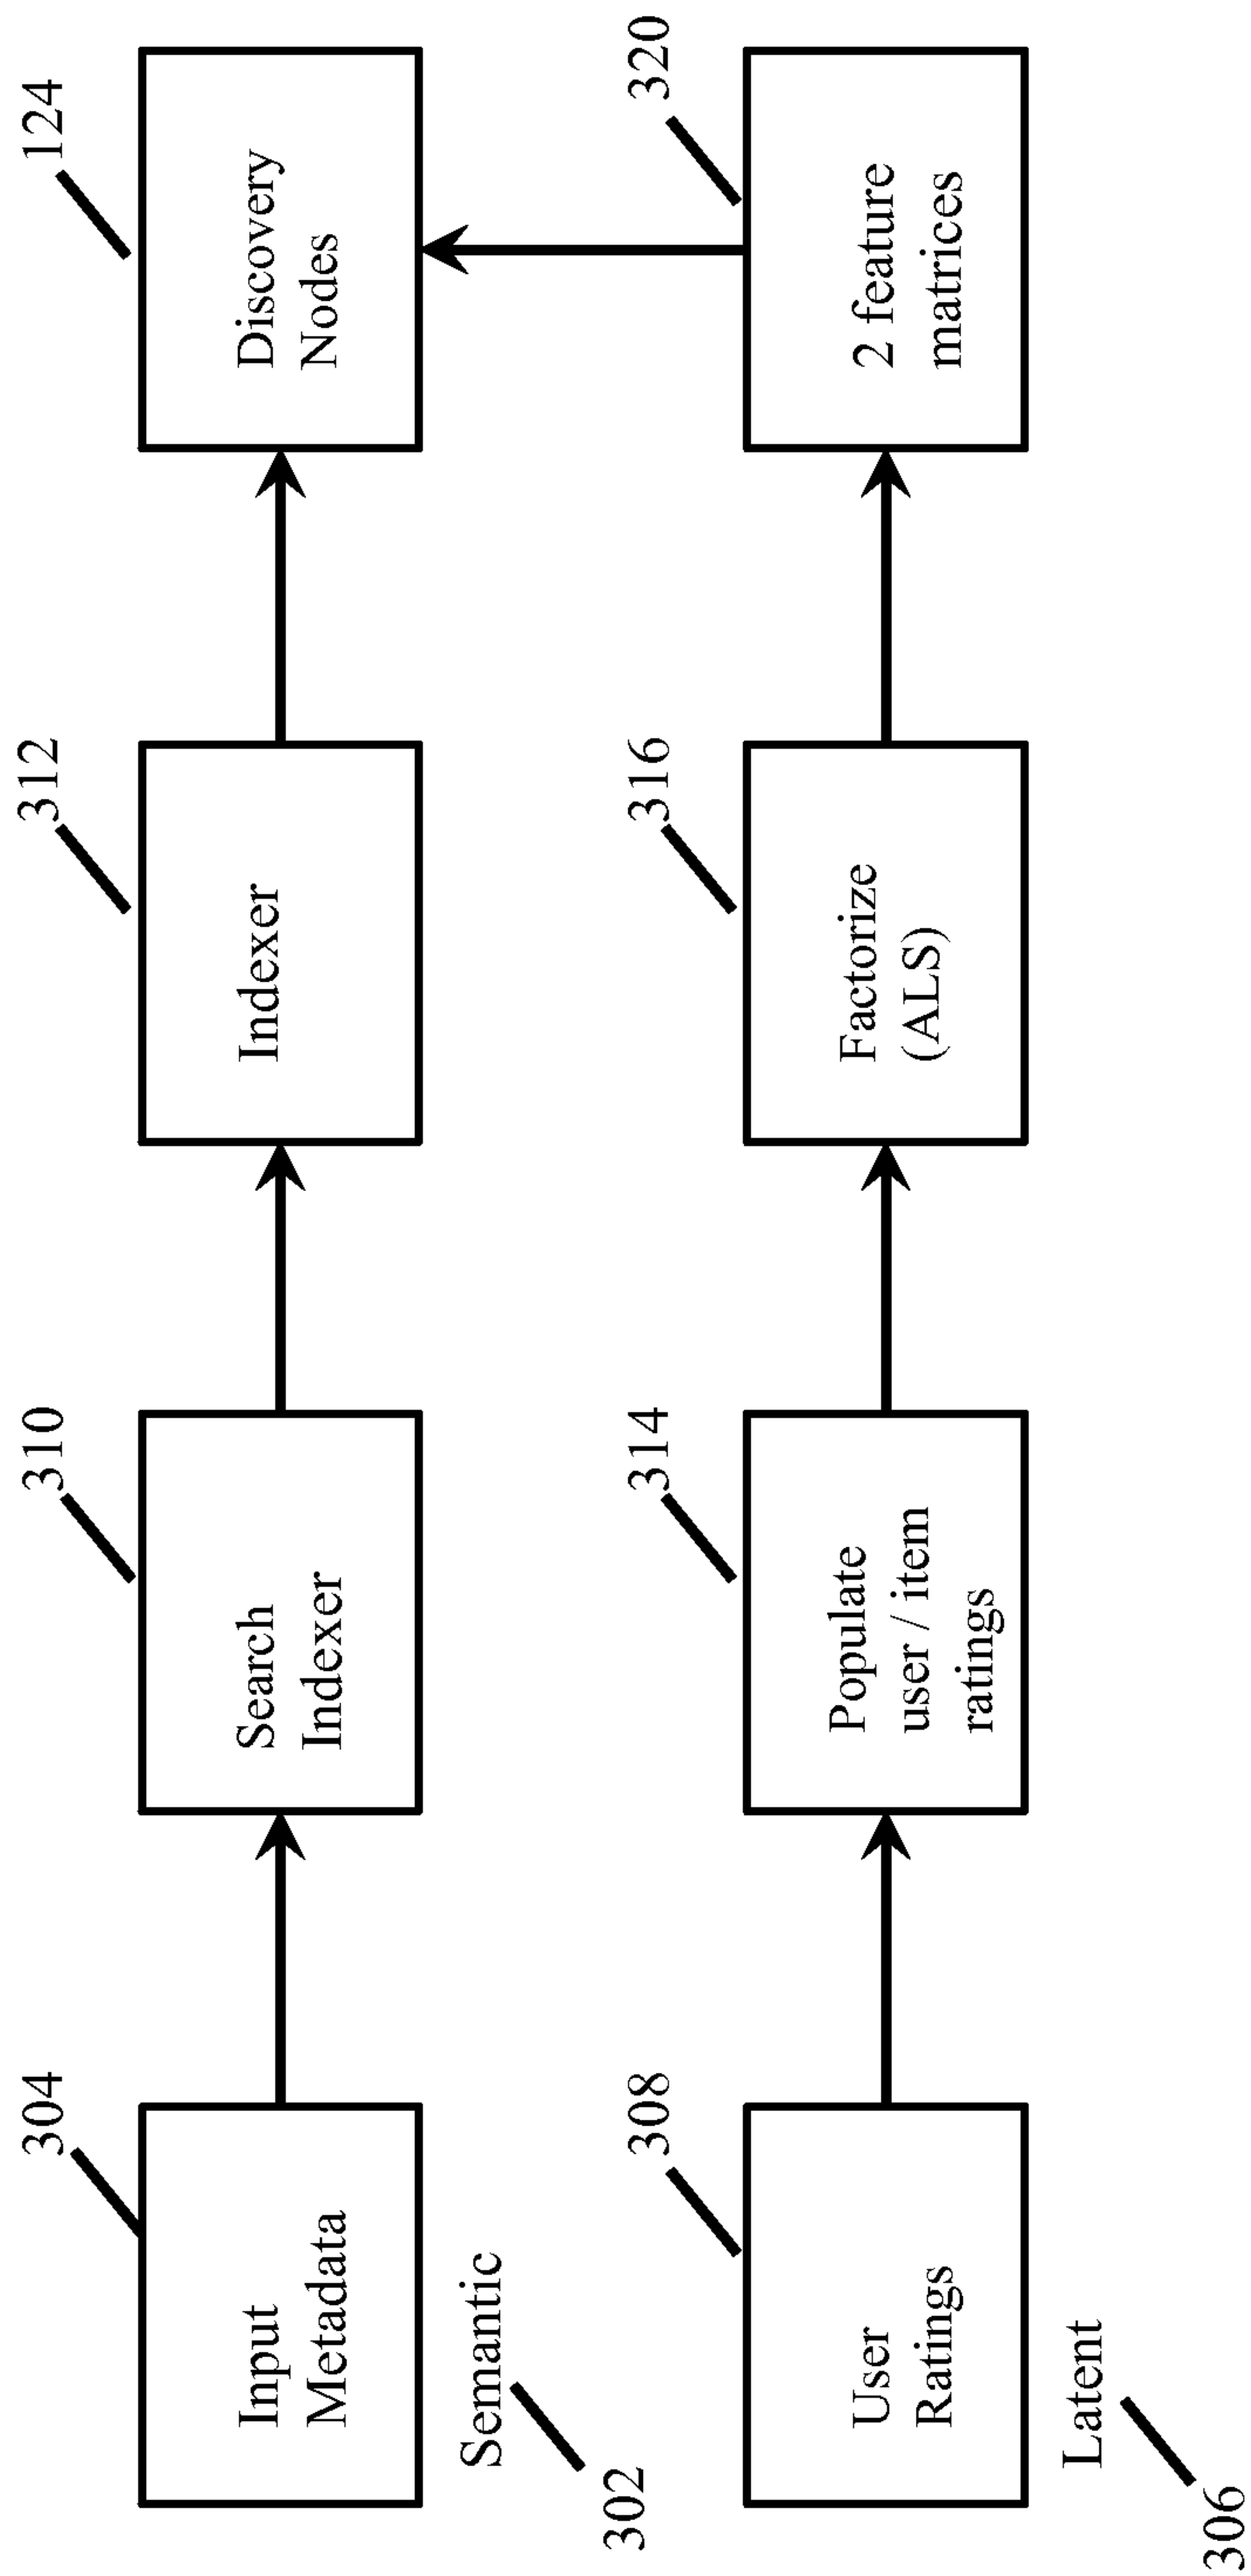 304
Input
Metadata
310
Search
Indexer
312
Indexer
124
Discovery
Nodes
Semantic
302
308
User
Ratings
314
Populate
user / item
ratings
316
Factorize
(ALS)
320
2 feature
matrices
Latent
306